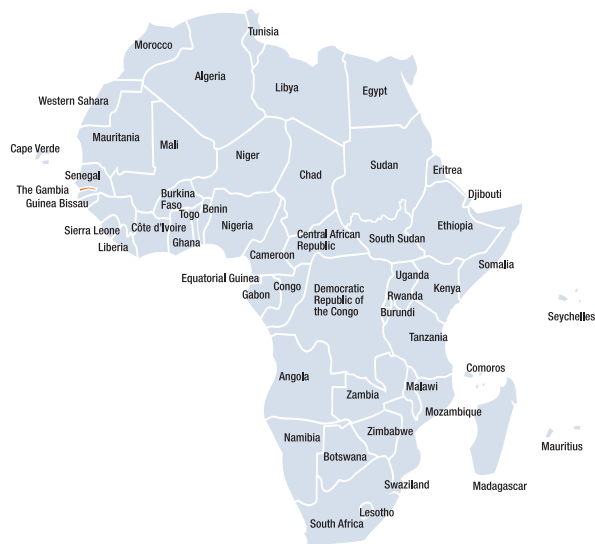 Tunisia
Morocco
Algeria
Libya
Egypt
Western Sahara
Mauritania
Mali
Cape Verde
Niger
Chad
Sudan
Eritrea
Senegal
The Gambia
Guinea Bissau
Burkina
Faso
Djibouti
Benin
Togo
Sierra Leone
Côte d'Ivoire
Nigeria
Ethiopia
Ghana
Liberia
Central African
Republic
South Sudan
Cameroon
Somalia
Equatorial Guinea
Gabon
Congo
Democratic
Republic of
the Congo
Uganda
Rwanda
Kenya
Burundi
Seychelles
Tanzania
Comoros
Angola
Malawi
Zambia
Mozambique
Namibia
Zimbabwe
Mauritius
Botswana
Swaziland
Madagascar
Lesotho
South Africa